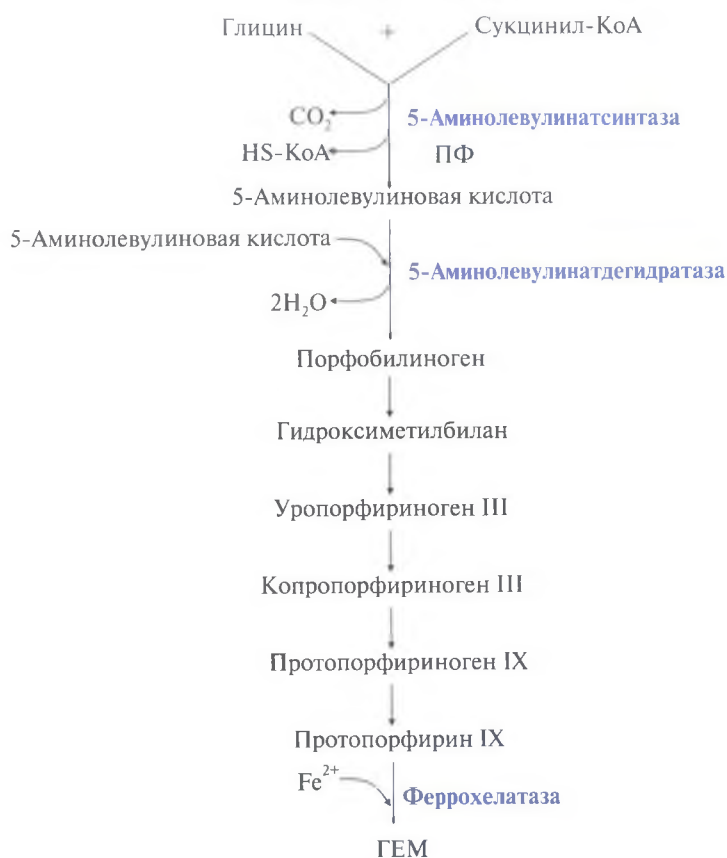 Глицин + Сукцинил-КоА
CO₂
5-Аминолевулинатсинтаза
HS-КоА
ПФ
5-Аминолевулиновая кислота
5-Аминолевулиновая кислота
5-Аминолевулинатдегидратаза
2H₂O
Порфобилиноген
Гидроксиметилбилан
Уропорфириноген III
Копропорфириноген III
Протопорфириноген IX
Протопорфирин IX
Fe²⁺
Феррохелатаза
ГЕМ